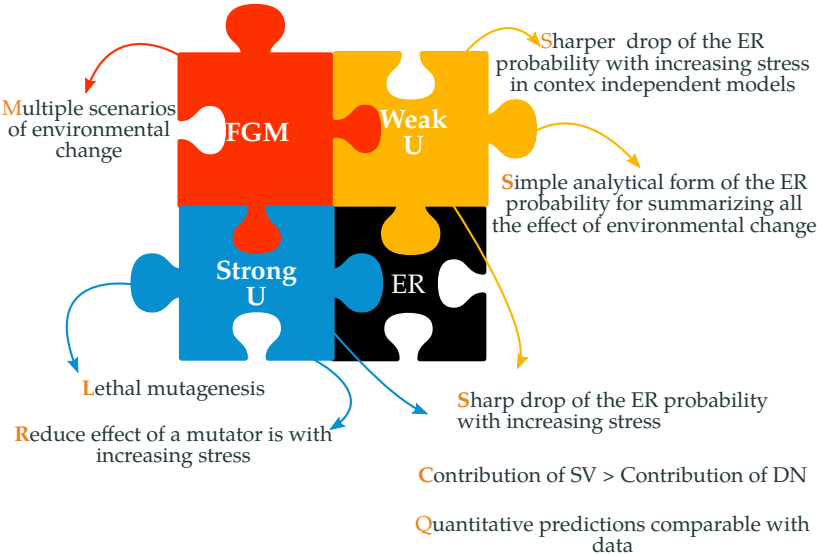 Sharper drop of the ER
probability with increasing stress
in contex independent models
Multiple scenarios
of environmental
change
FGM
Weak
U
Simple analytical form of the ER
probability for summarizing all
the effect of environmental change
Strong
U
ER
Lethal mutagenesis
Reduce effect of a mutator is with
increasing stress
Sharp drop of the ER probability
with increasing stress
Contribution of SV > Contribution of DN
Quantitative predictions comparable with
data